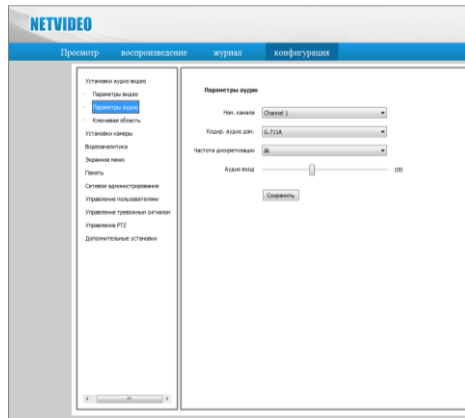 NETVIDEO
Просмотр воспроизведение журнал конфигурация
Установки аудио видео
Параметры видео
Параметры аудио
Ключевая область
Установки камеры
Видеоаналитика
Экранное меню
Память
Сетевое администрирование
Управление пользователями
Управление тревожным сигналом
Управление PTZ
Дополнительные установки
Параметры аудио
Ном. канала Channel 1
Кодир. аудио дан. G.711A
Частота дискретизации 8k
Аудио вход 100
Сохранить